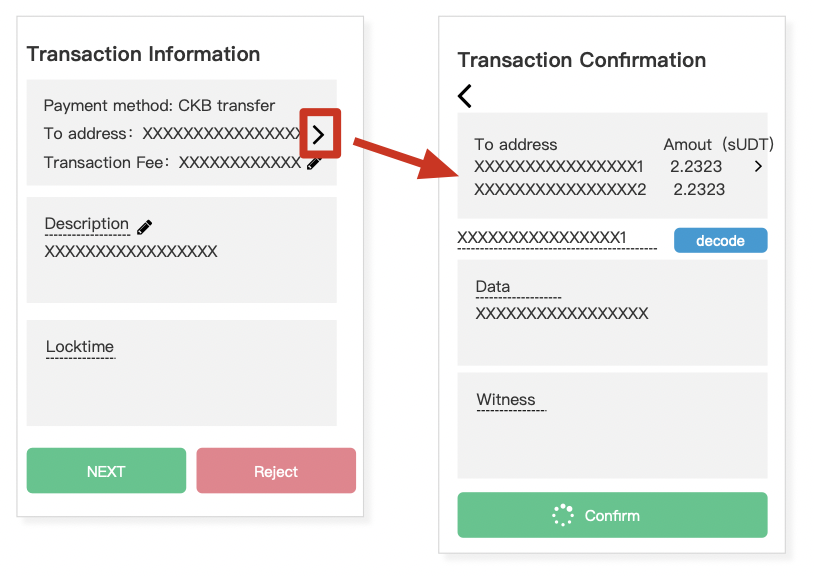 Transaction Information
Payment method: CKB transfer
To address：XXXXXXXXXXXXXXXXX
Transaction Fee：XXXXXXXXXXXX
Description
XXXXXXXXXXXXXXXXX
Locktime
NEXT
Reject
Transaction Confirmation
To address Amout（sUDT）
XXXXXXXXXXXXXXXX1 2.2323
XXXXXXXXXXXXXXXX2 2.2323
XXXXXXXXXXXXXXXX1 decode
Data
XXXXXXXXXXXXXXXXX
Witness
Confirm